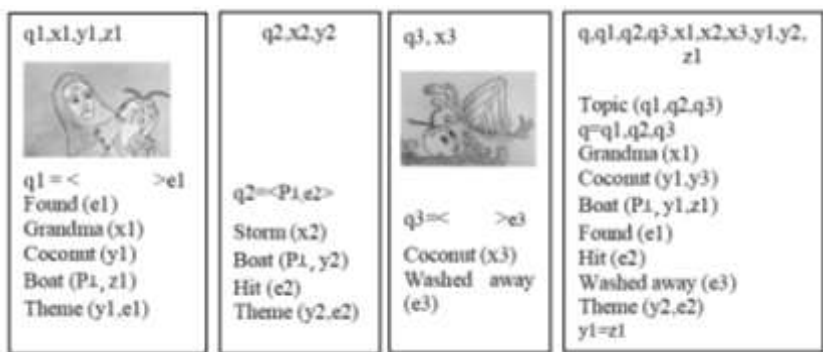 q1,x1,y1,z1
q1 = < >e1
Found (e1)
Grandma (x1)
Coconut (y1)
Boat (P⊥, z1)
Theme (y1,e1)
q2,x2,y2
q2=<P⊥,e2>
Storm (x2)
Boat (P⊥, y2)
Hit (e2)
Theme (y2,e2)
q3, x3
q3=< >e3
Coconut (x3)
Washed away
(e3)
q,q1,q2,q3,x1,x2,x3,y1,y2,
z1
Topic (q1,q2,q3)
q=q1,q2,q3
Grandma (x1)
Coconut (y1,y3)
Boat (P⊥, y1,z1)
Found (e1)
Hit (e2)
Washed away (e3)
Theme (y2,e2)
y1=z1